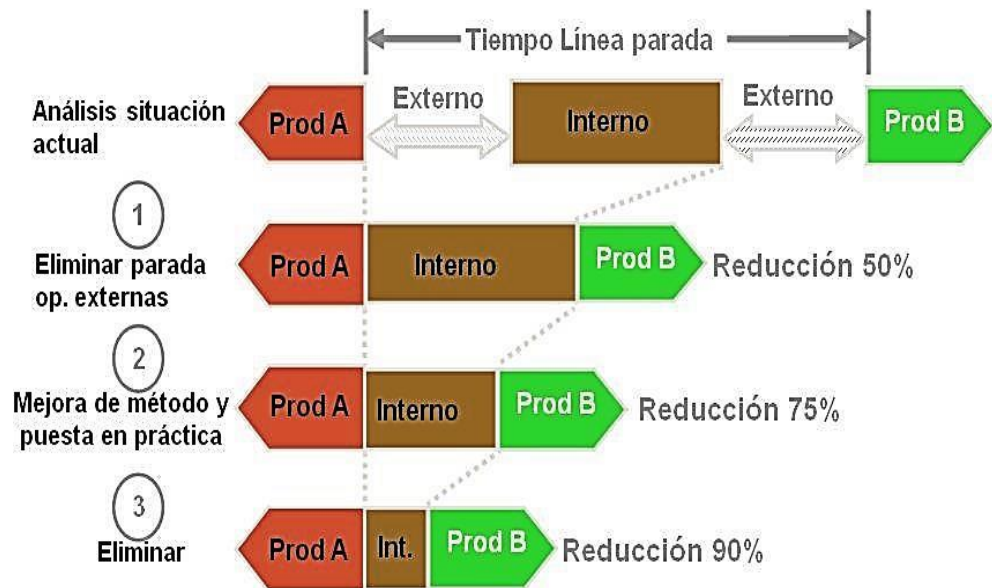 Tiempo Línea parada
Análisis situación
actual
Prod A
Externo
Interno
Externo
Prod B
1
Eliminar parada
op. externas
Prod A
Interno
Prod B
Reducción 50%
2
Mejora de método y
puesta en práctica
Prod A
Interno
Prod B
Reducción 75%
3
Eliminar
Prod A
Int.
Prod B
Reducción 90%